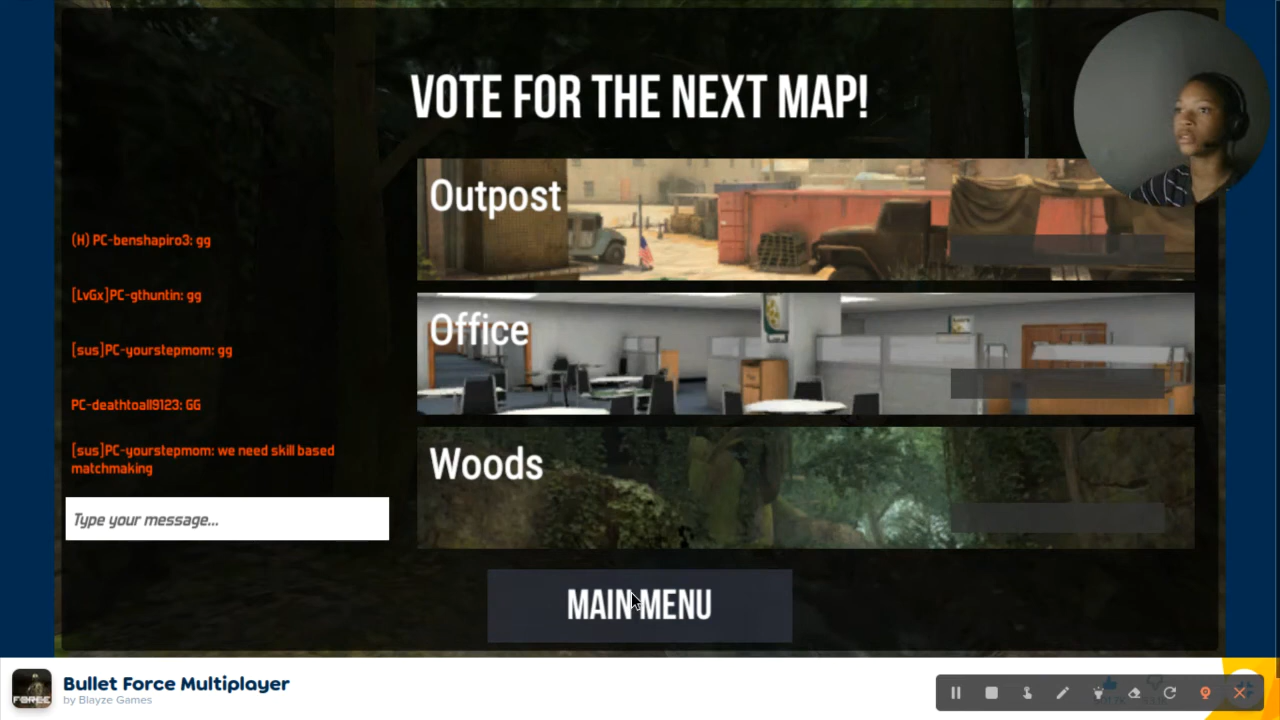 VOTE FOR THE NEXT MAP!
Outpost
(H) PC-benshapiro3: gg
[LvGx]PC-gthuntin: gg
Office
[sus]PC-yourstepmom: gg
PC-deathtoall9123: GG
[sus]PC-yourstepmom: we need skill based
matchmaking
Woods
Type your message...
MAIN MENU
Bullet Force Multiplayer
by Blayze Games
FORCE